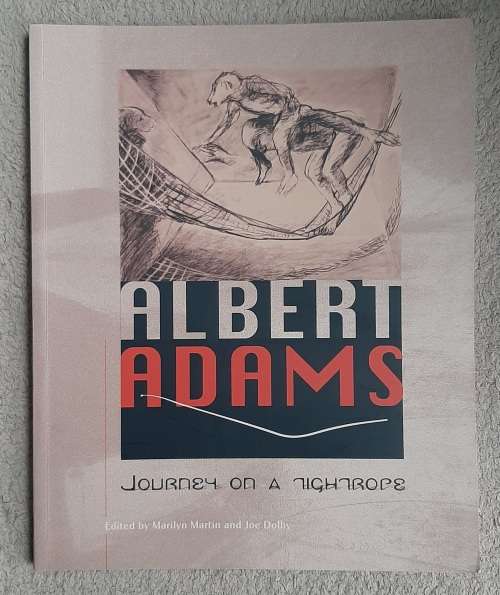 ALBERT
ADAMS
JOURNEY ON A TIGHTROPE
Edited by Marilyn Martin and Joe Dolby